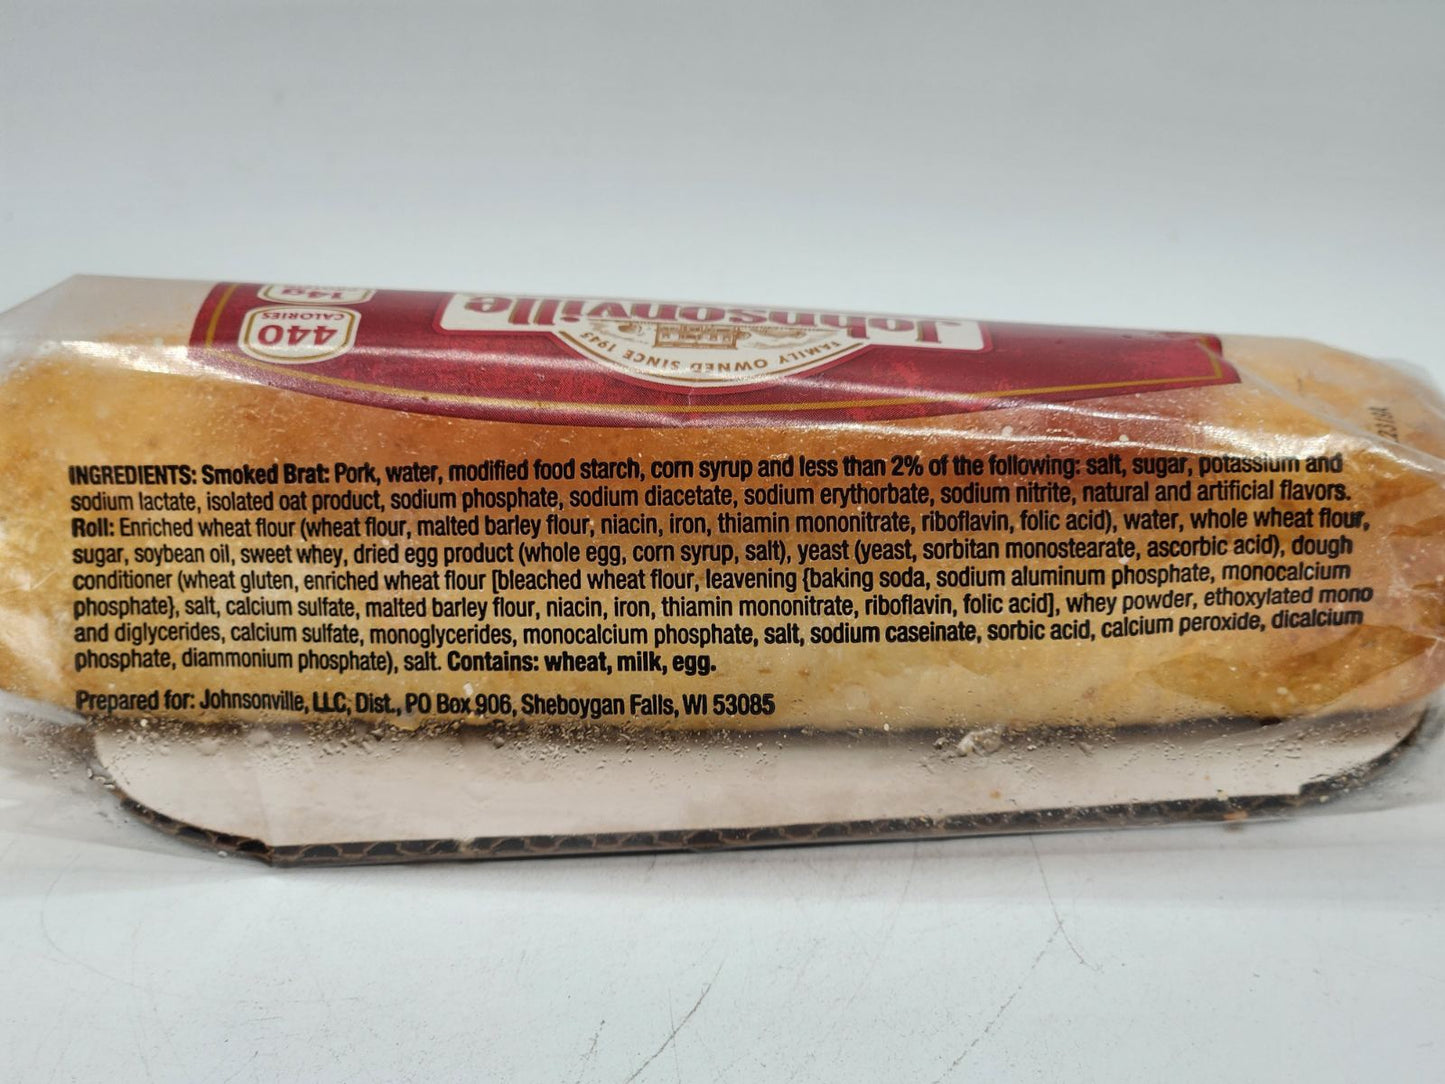 14g
440
CALORIES
Johnsonville
FAMILY OWNED SINCE 1945
INGREDIENTS: Smoked Brat: Pork, water, modified food starch, corn syrup and less than 2% of the following: salt, sugar, potassium and
sodium lactate, isolated oat product, sodium phosphate, sodium diacetate, sodium erythorbate, sodium nitrite, natural and artificial flavors.
Roll: Enriched wheat flour (wheat flour, malted barley flour, niacin, iron, thiamin mononitrate, riboflavin, folic acid), water, whole wheat flour,
sugar, soybean oil, sweet whey, dried egg product (whole egg, corn syrup, salt), yeast (yeast, sorbitan monostearate, ascorbic acid), dough
conditioner (wheat gluten, enriched wheat flour [bleached wheat flour, leavening {baking soda, sodium aluminum phosphate, monocalcium
phosphate}, salt, calcium sulfate, malted barley flour, niacin, iron, thiamin mononitrate, riboflavin, folic acid], whey powder, ethoxylated mono
and diglycerides, calcium sulfate, monoglycerides, monocalcium phosphate, salt, sodium caseinate, sorbic acid, calcium peroxide, dicalcium
phosphate, diammonium phosphate), salt. Contains: wheat, milk, egg.
Prepared for: Johnsonville, LLC, Dist., PO Box 906, Sheboygan Falls, WI 53085